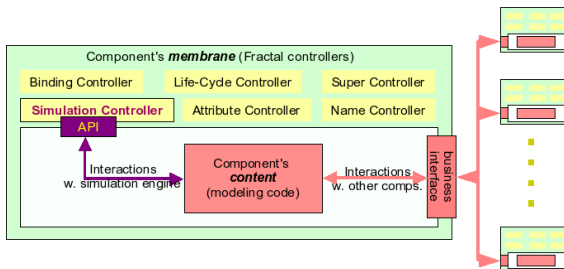 Component's membrane (Fractal controllers)
Binding Controller
Life-Cycle Controller
Super Controller
Simulation Controller
Attribute Controller
Name Controller
API
Interactions
w. simulation engine
Component's
content
(modeling code)
Interactions
w. other comps.
business
interface